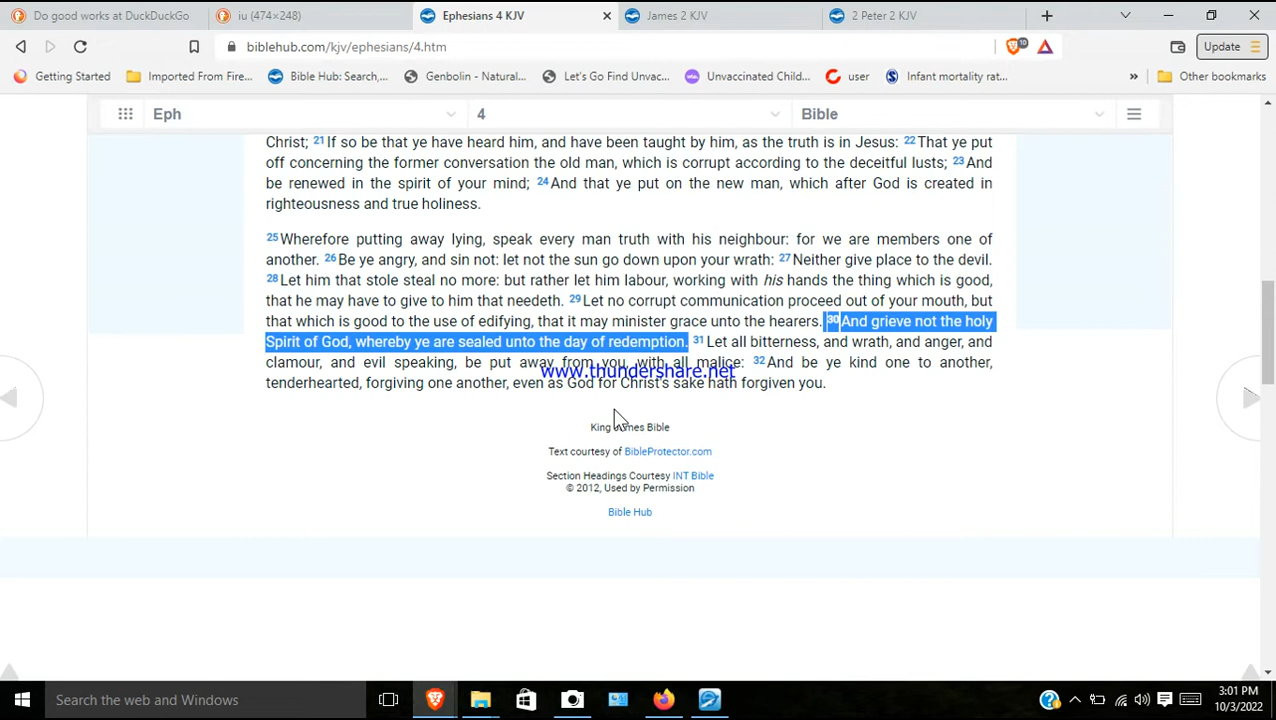 Do good works at DuckDuckGo
iu (474×248)
Ephesians 4 KJV
James 2 KJV
2 Peter 2 KJV
biblehub.com/kjv/ephesians/4.htm
10
Update
Getting Started
Imported From Fire...
Bible Hub: Search,...
Genbolin - Natural...
Let's Go Find Unvac...
Unvaccinated Child...
user
Infant mortality rat...
»
Other bookmarks
Eph
4
Bible
Christ; 21 If so be that ye have heard him, and have been taught by him, as the truth is in Jesus: 22 That ye put
off concerning the former conversation the old man, which is corrupt according to the deceitful lusts; 23 And
be renewed in the spirit of your mind; 24 And that ye put on the new man, which after God is created in
righteousness and true holiness.
25 Wherefore putting away lying, speak every man truth with his neighbour: for we are members one of
another. 26 Be ye angry, and sin not: let not the sun go down upon your wrath: 27 Neither give place to the devil.
28 Let him that stole steal no more: but rather let him labour, working with his hands the thing which is good,
that he may have to give to him that needeth. 29 Let no corrupt communication proceed out of your mouth, but
that which is good to the use of edifying, that it may minister grace unto the hearers. 30 And grieve not the holy
Spirit of God, whereby ye are sealed unto the day of redemption. 31 Let all bitterness, and wrath, and anger, and
clamour, and evil speaking, be put away from you, with all malice: 32 And be ye kind one to another,
www.thundershare.net
tenderhearted, forgiving one another, even as God for Christ's sake hath forgiven you.
King James Bible
Text courtesy of BibleProtector.com
Section Headings Courtesy INT Bible
© 2012, Used by Permission
Bible Hub
Search the web and Windows
3:01 PM
10/3/2022